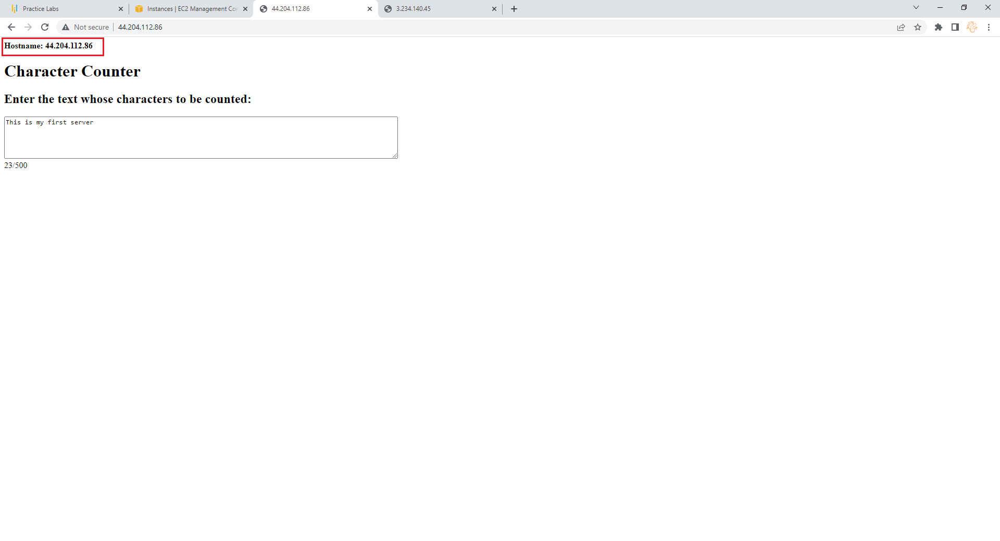 Practice Labs
Instances | EC2 Management Cor
44.204.112.86
3.234.140.45
Not secure
44.204.112.86
Hostname: 44.204.112.86
Character Counter
Enter the text whose characters to be counted:
This is my first server
23/500